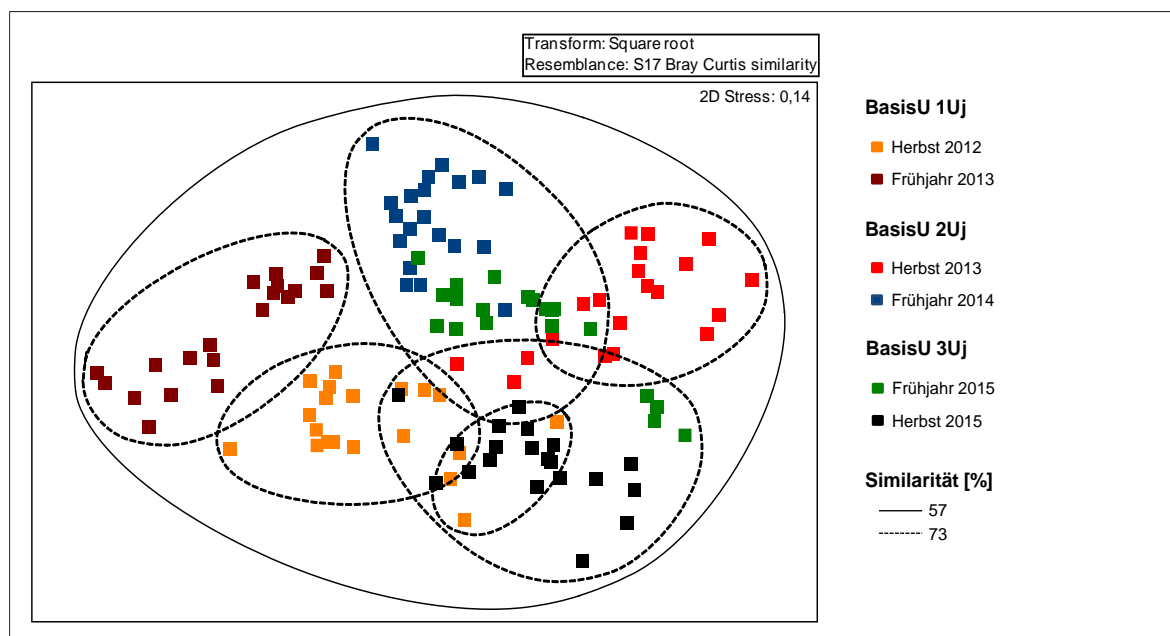 Transform: Square root
Resemblance: S17 Bray Curtis similarity
2D Stress: 0,14
BasisU 1Uj
Herbst 2012
Frühjahr 2013
BasisU 2Uj
Herbst 2013
Frühjahr 2014
BasisU 3Uj
Frühjahr 2015
Herbst 2015
Similarität [%]
57
73